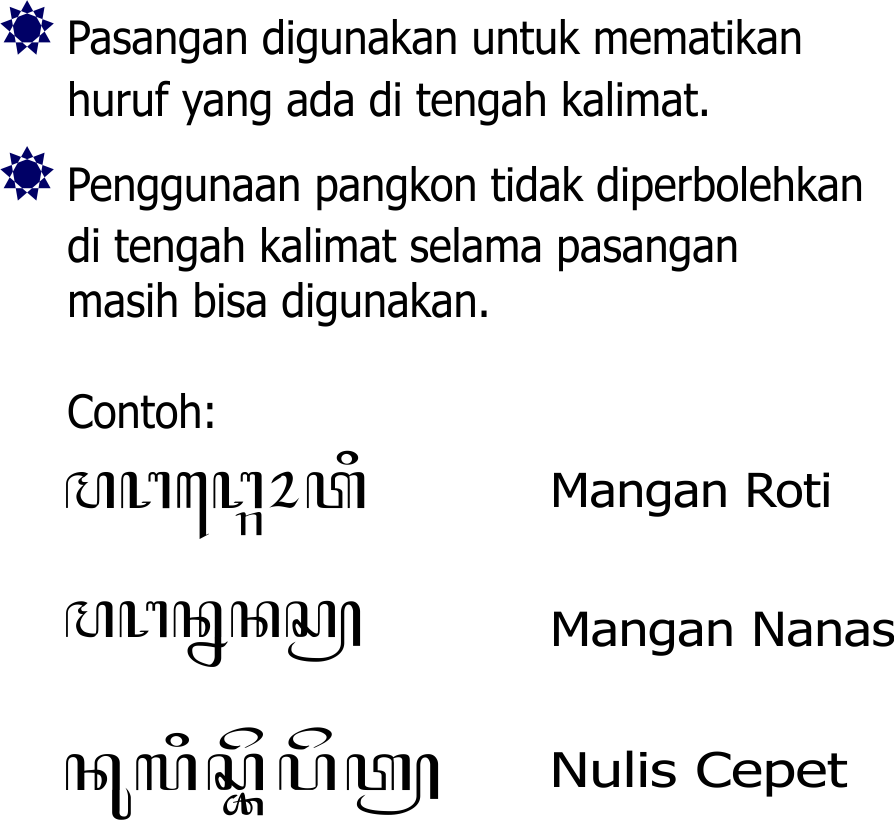 Pasangan digunakan untuk mematikan
huruf yang ada di tengah kalimat.
Penggunaan pangkon tidak diperbolehkan
di tengah kalimat selama pasangan
masih bisa digunakan.
Contoh:
ꦩꦔꦤ꧀ꦫꦺꦴꦠꦶ Mangan Roti
ꦩꦔꦤ꧀ꦤꦤꦱ꧀ Mangan Nanas
ꦤꦸꦭꦶꦱ꧀ꦕꦼꦥꦼꦠ꧀ Nulis Cepet